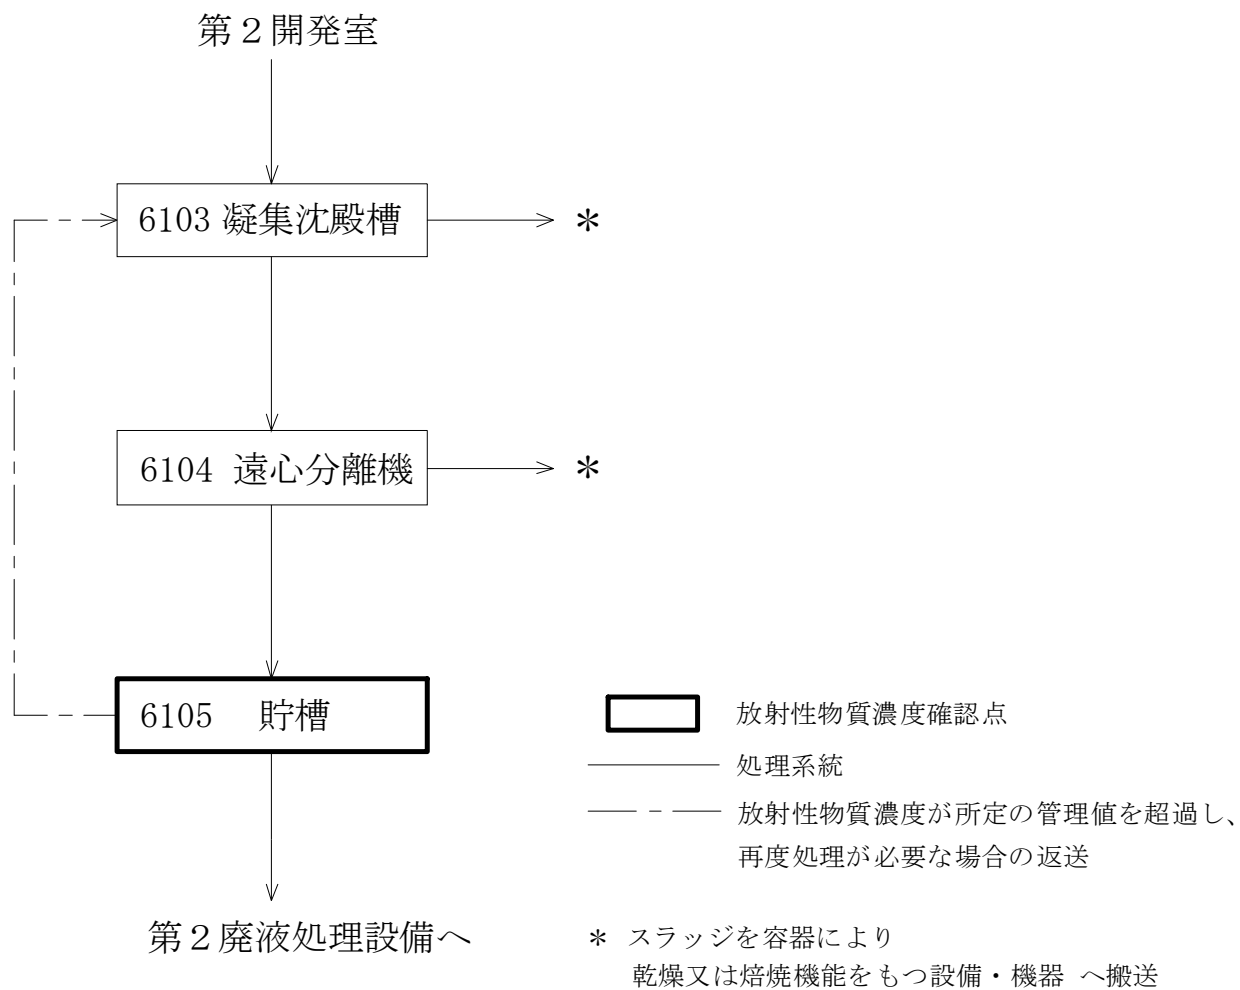 第２開発室
6103 凝集沈殿槽
＊
6104 遠心分離機
＊
6105 貯槽
第２廃液処理設備へ
放射性物質濃度確認点
処理系統
放射性物質濃度が所定の管理値を超過し、
再度処理が必要な場合の返送
＊ スラッジを容器により
乾燥又は焙焼機能をもつ設備・機器 へ搬送